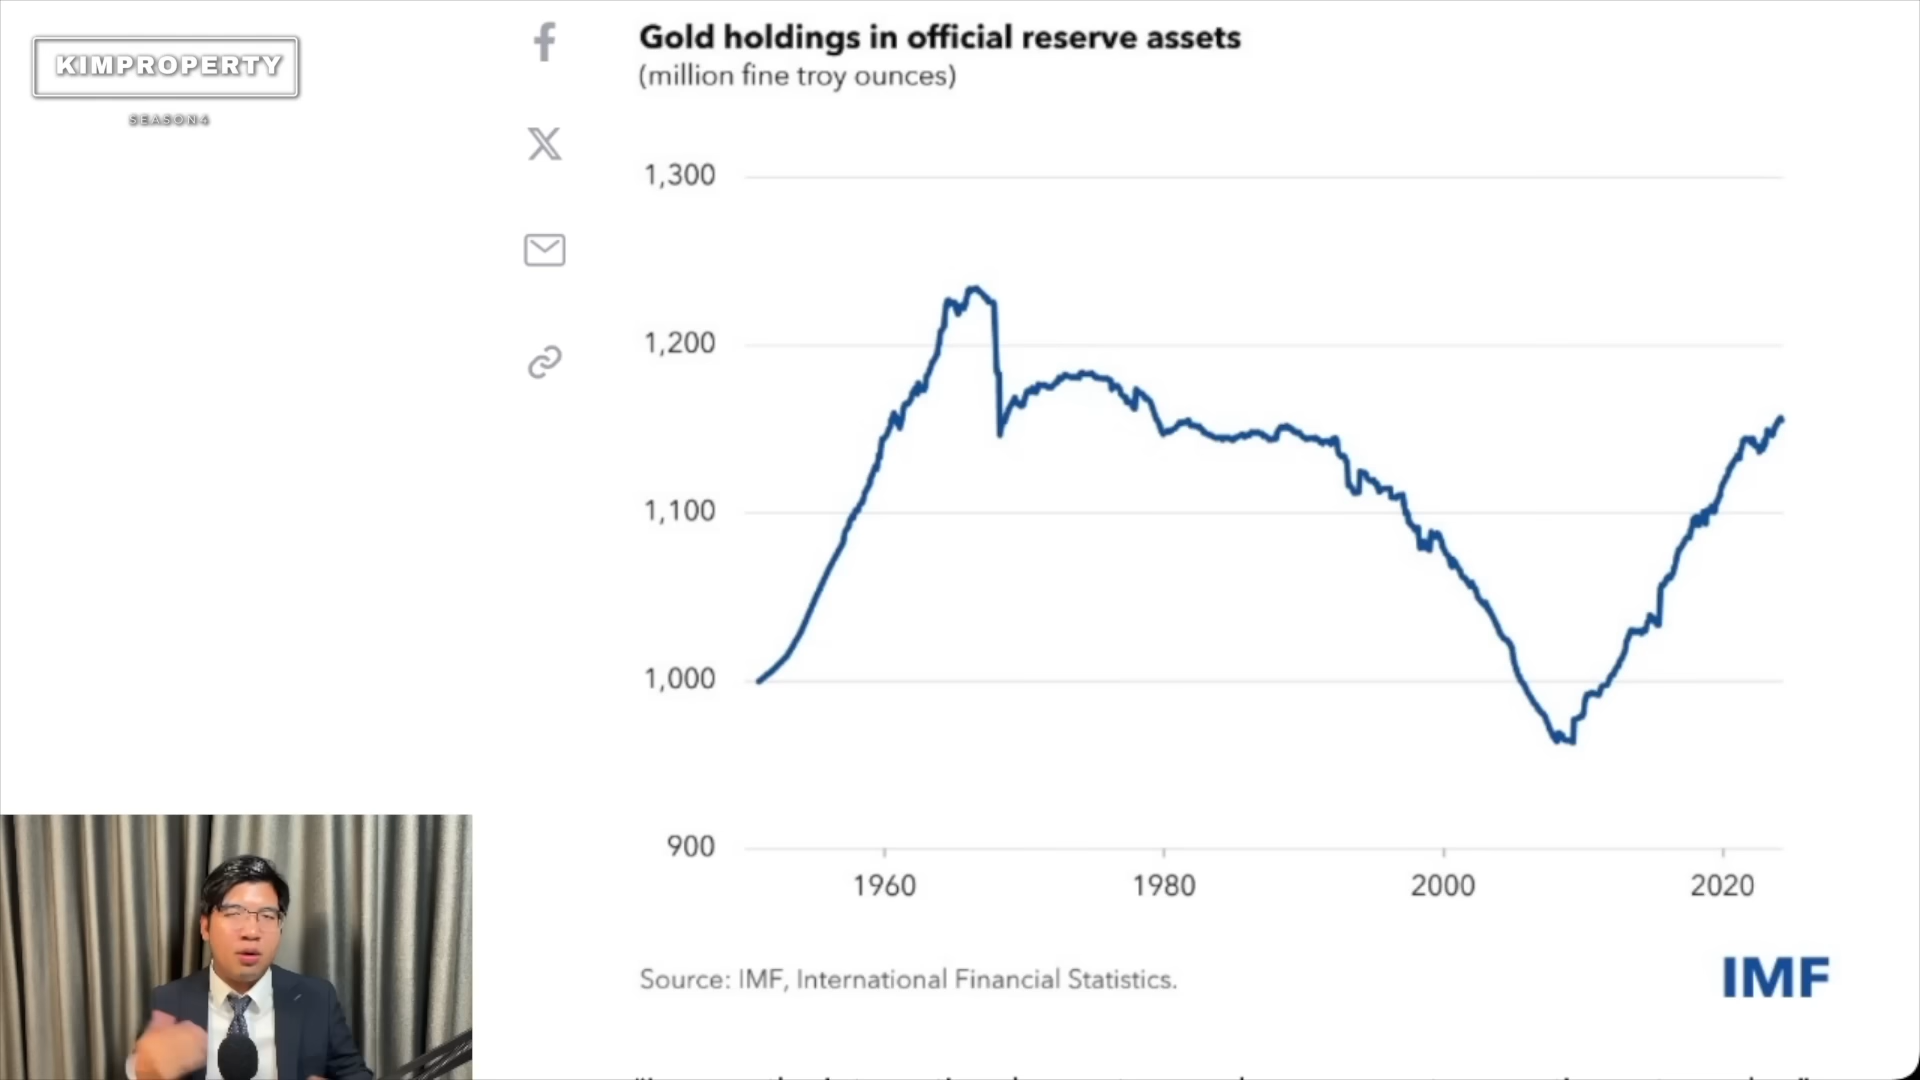 KIMPROPERTY
SEASON4
Gold holdings in official reserve assets
(million fine troy ounces)
1,300
1,200
1,100
1,000
900
1960
1980
2000
2020
Source: IMF, International Financial Statistics.
IMF